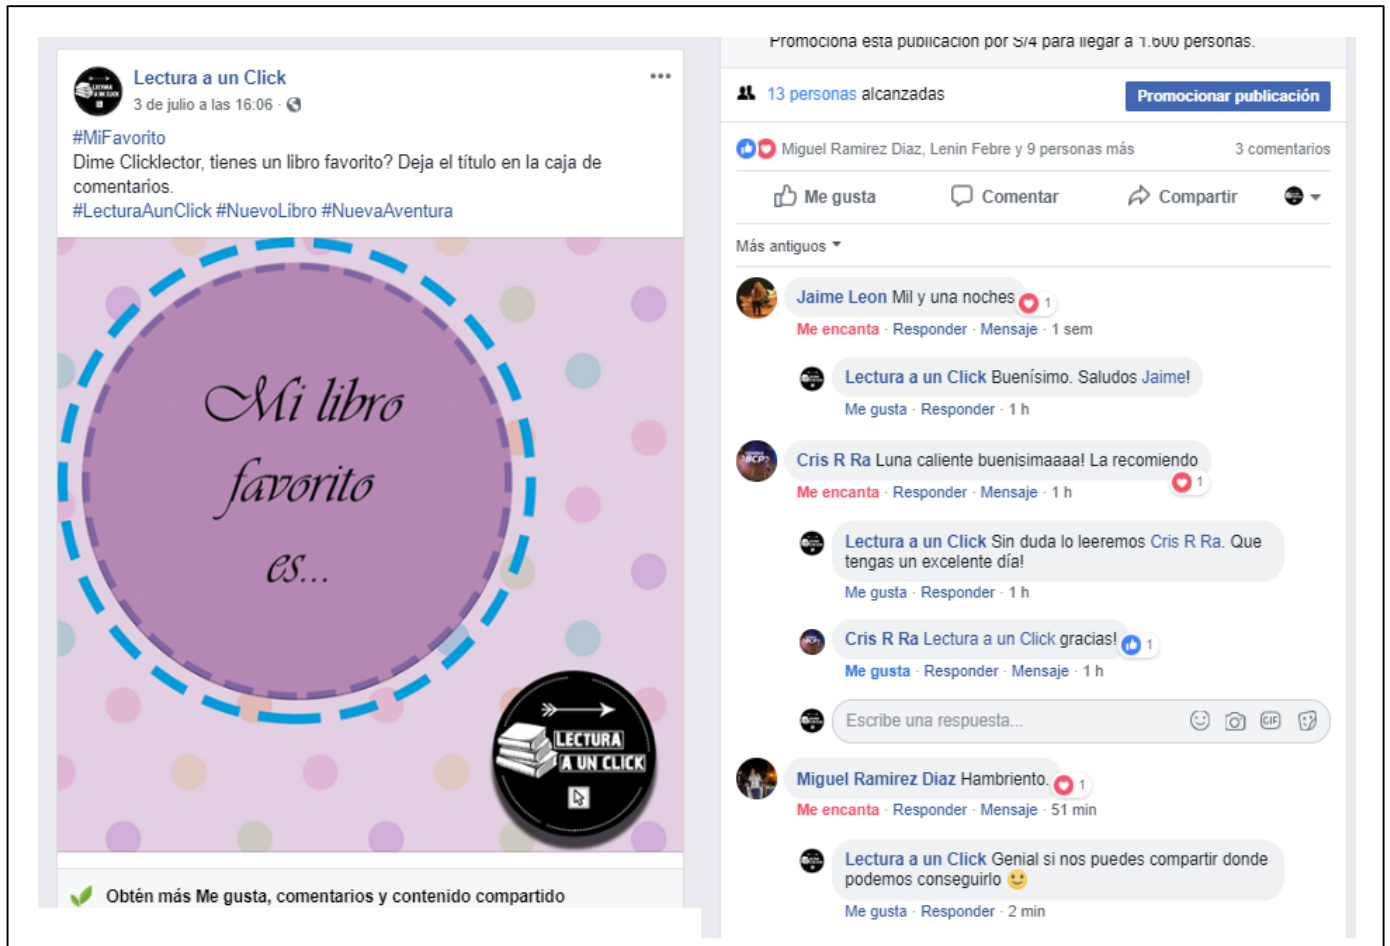 Lectura a un Click
3 de julio a las 16:06 ·
#MiFavorito
Dime Clicklector, tienes un libro favorito? Deja el título en la caja de
comentarios.
#LecturaAunClick #NuevoLibro #NuevaAventura
Mi libro
favorito
es...
LECTURA
A UN CLICK
Obtén más Me gusta, comentarios y contenido compartido
Promociona esta publicación por S/4 para llegar a 1.600 personas.
13 personas alcanzadas
Promocionar publicación
Miguel Ramirez Diaz, Lenin Febre y 9 personas más
3 comentarios
Me gusta
Comentar
Compartir
Más antiguos
Jaime Leon Mil y una noches
1
Me encanta · Responder · Mensaje · 1 sem
Lectura a un Click Buenísimo. Saludos Jaime!
Me gusta · Responder · 1 h
Cris R Ra Luna caliente buenisimaaaa! La recomiendo
1
Me encanta · Responder · Mensaje · 1 h
Lectura a un Click Sin duda lo leeremos Cris R Ra. Que
tengas un excelente día!
Me gusta · Responder · 1 h
Cris R Ra Lectura a un Click gracias!
1
Me gusta · Responder · Mensaje · 1 h
Escribe una respuesta...
GIF
Miguel Ramirez Diaz Hambriento.
1
Me encanta · Responder · Mensaje · 51 min
Lectura a un Click Genial si nos puedes compartir donde
podemos conseguirlo
Me gusta · Responder · 2 min